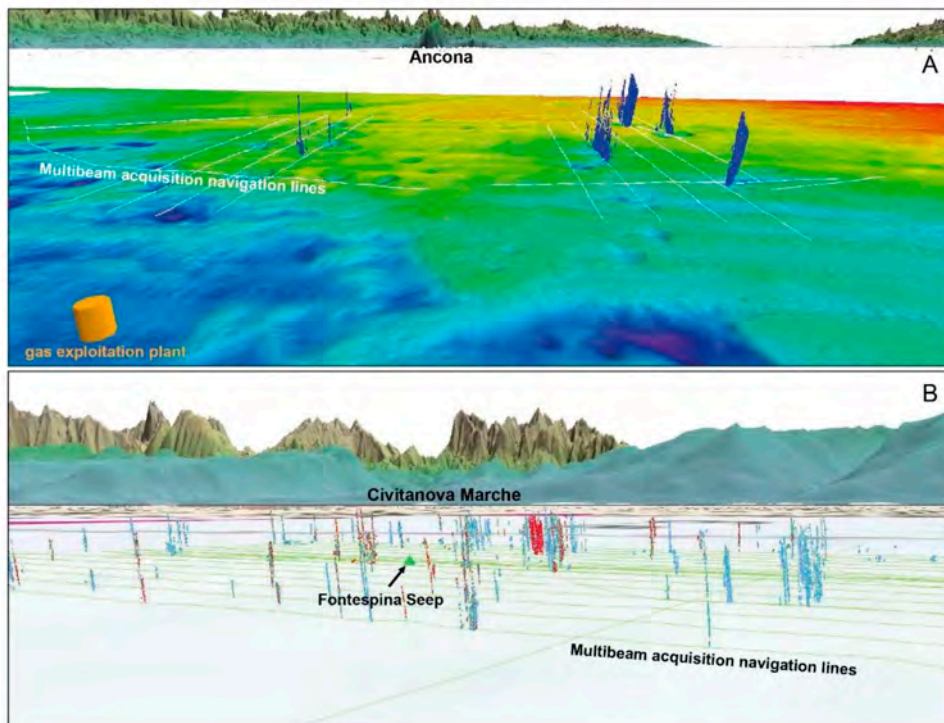 Ancona
A
Multibeam acquisition navigation lines
gas exploitation plant
B
Civitanova Marche
Fontespina Seep
Multibeam acquisition navigation lines